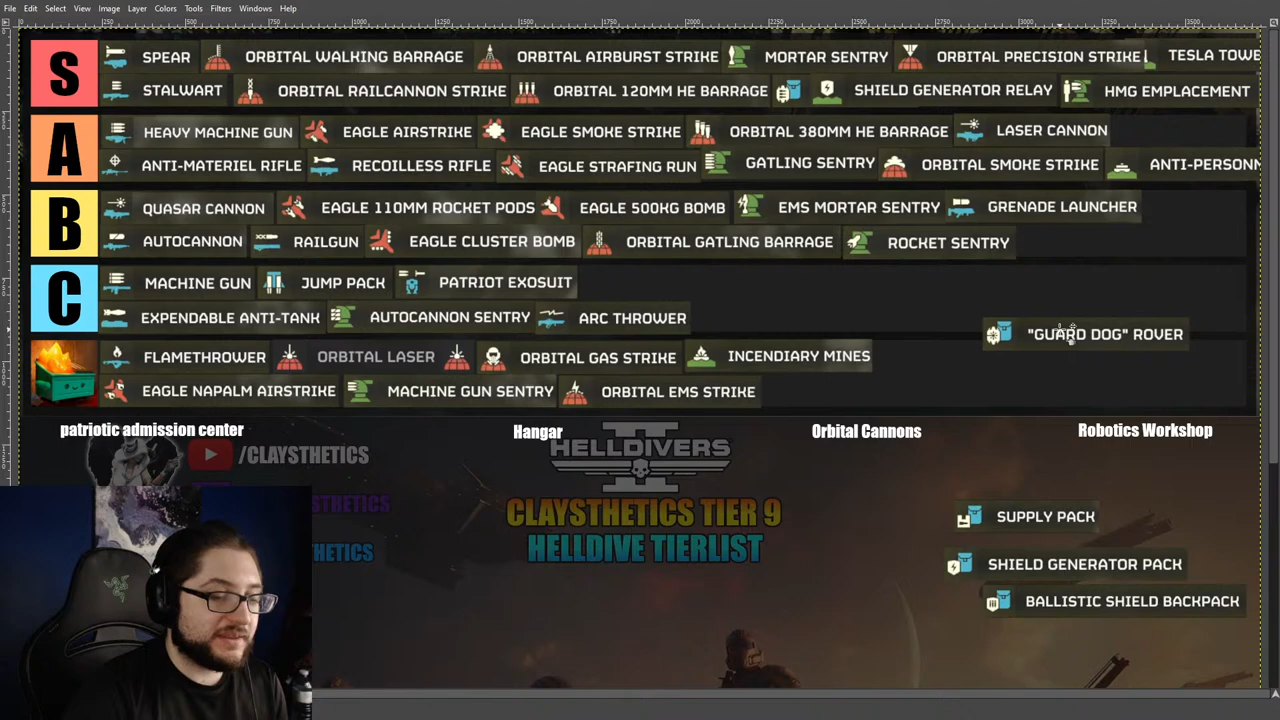 File Edit Select View Image Layer Colors Tools Filters Windows Help
S SPEAR ORBITAL WALKING BARRAGE ORBITAL AIRBURST STRIKE MORTAR SENTRY ORBITAL PRECISION STRIKE TESLA TOWE
STALWART ORBITAL RAILCANNON STRIKE ORBITAL 120MM HE BARRAGE SHIELD GENERATOR RELAY HMG EMPLACEMENT
A HEAVY MACHINE GUN EAGLE AIRSTRIKE EAGLE SMOKE STRIKE ORBITAL 380MM HE BARRAGE LASER CANNON
ANTI-MATERIEL RIFLE RECOILLESS RIFLE EAGLE STRAFING RUN GATLING SENTRY ORBITAL SMOKE STRIKE ANTI-PERSONN
B QUASAR CANNON EAGLE 110MM ROCKET PODS EAGLE 500KG BOMB EMS MORTAR SENTRY GRENADE LAUNCHER
AUTOCANNON RAILGUN EAGLE CLUSTER BOMB ORBITAL GATLING BARRAGE ROCKET SENTRY
C MACHINE GUN JUMP PACK PATRIOT EXOSUIT
EXPENDABLE ANTI-TANK AUTOCANNON SENTRY ARC THROWER
"GUARD DOG" ROVER
FLAMETHROWER ORBITAL LASER ORBITAL GAS STRIKE INCENDIARY MINES
EAGLE NAPALM AIRSTRIKE MACHINE GUN SENTRY ORBITAL EMS STRIKE
patriotic admission center Hangar Orbital Cannons Robotics Workshop
/CLAYSTHETICS
HELLDIVERS
II
CLAYSTHETICS TIER 9
HELLDIVE TIERLIST
SUPPLY PACK
SHIELD GENERATOR PACK
BALLISTIC SHIELD BACKPACK